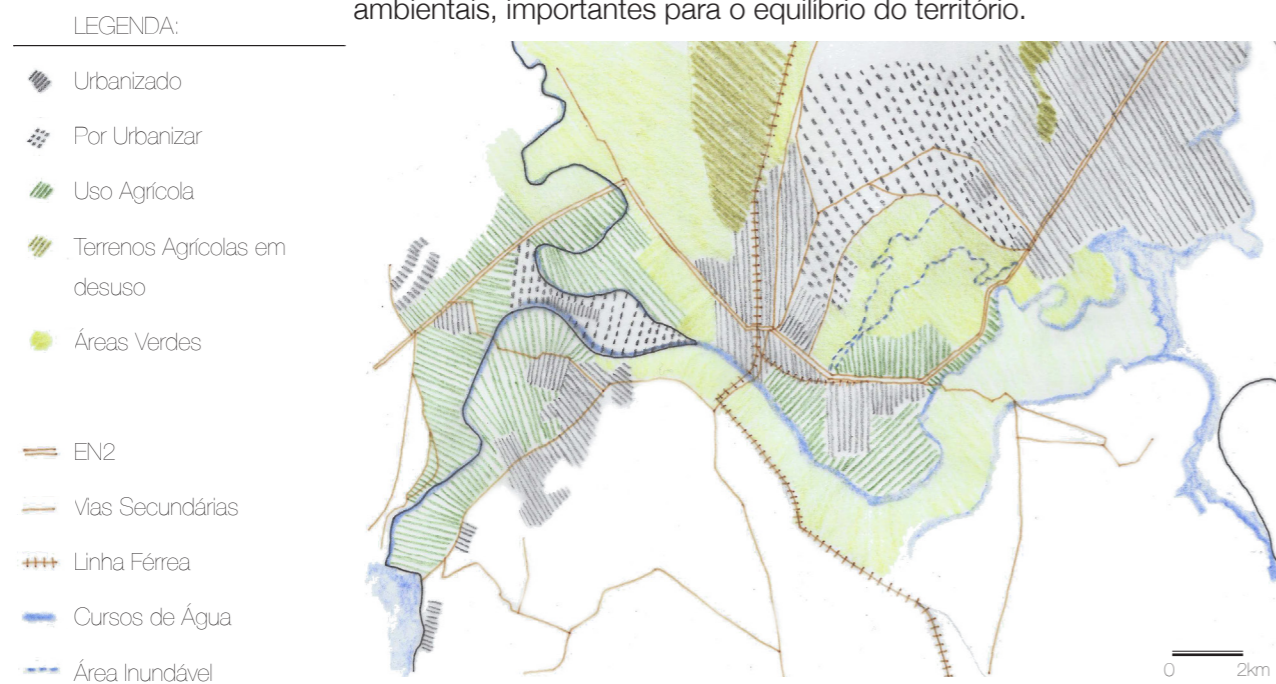 ambientais, importantes para o equilíbrio do território.
LEGENDA:
Urbanizado
Por Urbanizar
Uso Agrícola
Terrenos Agrícolas em
desuso
Áreas Verdes
EN2
Vias Secundárias
Linha Férrea
Cursos de Água
Área Inundável
0 2km